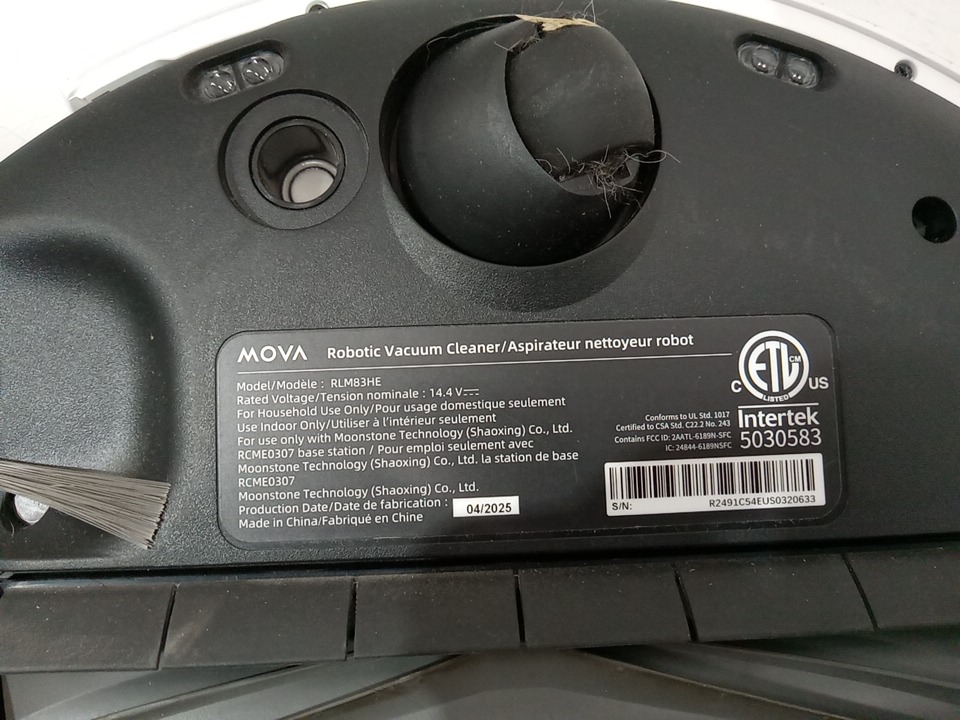 MOVA Robotic Vacuum Cleaner/Aspirateur nettoyeur robot
Model/Modèle : RLM83HE
Rated Voltage/Tension nominale : 14.4 V⎓
For Household Use Only/Pour usage domestique seulement
Use Indoor Only/Utiliser à l'intérieur seulement
For use only with Moonstone Technology (Shaoxing) Co., Ltd.
RCME0307 base station / Pour emploi seulement avec
Moonstone Technology (Shaoxing) Co., Ltd. la station de base
RCME0307
Moonstone Technology (Shaoxing) Co., Ltd.
Production Date/Date de fabrication : 04/2025
Made in China/Fabriqué en Chine
ETL CM
C US
LISTED
Intertek
5030583
Conforms to UL Std. 1017
Certified to CSA Std. C22.2 No. 243
Contains FCC ID: 2AATL-6189N-SFC
IC: 24844-6189NSFC
S/N: R2491C54EUS0320633